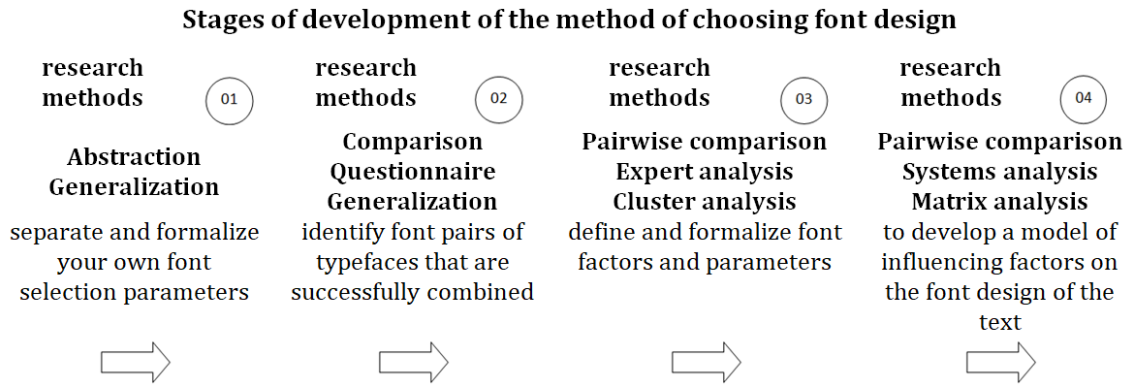 Stages of development of the method of choosing font design
research
methods
01
Abstraction
Generalization
separate and formalize
your own font
selection parameters
research
methods
02
Comparison
Questionnaire
Generalization
identify font pairs of
typefaces that are
successfully combined
research
methods
03
Pairwise comparison
Expert analysis
Cluster analysis
define and formalize font
factors and parameters
research
methods
04
Pairwise comparison
Systems analysis
Matrix analysis
to develop a model of
influencing factors on
the font design of the
text